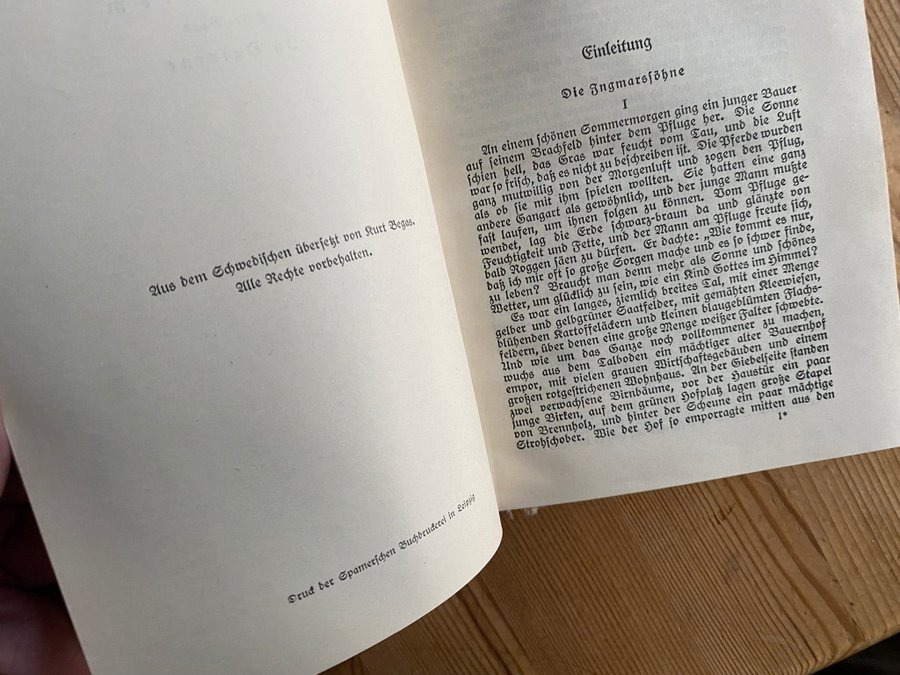 Aus dem Schwedischen übersetzt von Kurt Begas.
Alle Rechte vorbehalten.
Druck der Spamerschen Buchdruckerei in Leipzig
Einleitung
Die Ingmarssöhne
I
An einem schönen Sommermorgen ging ein junger Bauer
auf seinem Brachfeld hinter dem Pfluge her. Die Sonne
schien hell, das Gras war feucht vom Tau, und die Luft
war so frisch, daß es nicht zu beschreiben ist. Die Pferde wurden
ganz mutwillig von der Morgenluft und zogen den Pflug,
als ob sie mit ihm spielen wollten. Sie hatten eine ganz
andere Gangart als gewöhnlich, und der junge Mann mußte
fast laufen, um ihnen folgen zu können. Vom Pfluge ge-
wendet, lag die Erde schwarz-braun da und glänzte von
Feuchtigkeit und Fette, und der Mann am Pfluge freute sich,
bald Roggen säen zu dürfen. Er dachte: „Wie kommt es nur,
daß ich mir oft so große Sorgen mache und es so schwer finde,
zu leben? Braucht man denn mehr als Sonne und schönes
Wetter, um glücklich zu sein, wie ein Kind Gottes im Himmel?
Es war ein langes, ziemlich breites Tal, mit einer Menge
gelber und gelbgrüner Saatfelder, mit gemähten Kleewiesen,
blühenden Kartoffeläckern und kleinen blaugeblümten Flachs-
feldern, über denen eine große Menge weißer Falter schwebte.
Und wie um das Ganze noch vollkommener zu machen,
wuchs aus dem Talboden ein mächtiger alter Bauernhof
empor, mit vielen grauen Wirtschaftsgebäuden und einem
großen rotgestrichenen Wohnhaus. An der Giebelseite standen
zwei verwachsene Birnbäume, vor der Haustür ein paar
junge Birken, auf dem grünen Hofplatz lagen große Stapel
von Brennholz, und hinter der Scheune ein paar mächtige
Strohschober. Wie der Hof so emporragte mitten aus den
1*